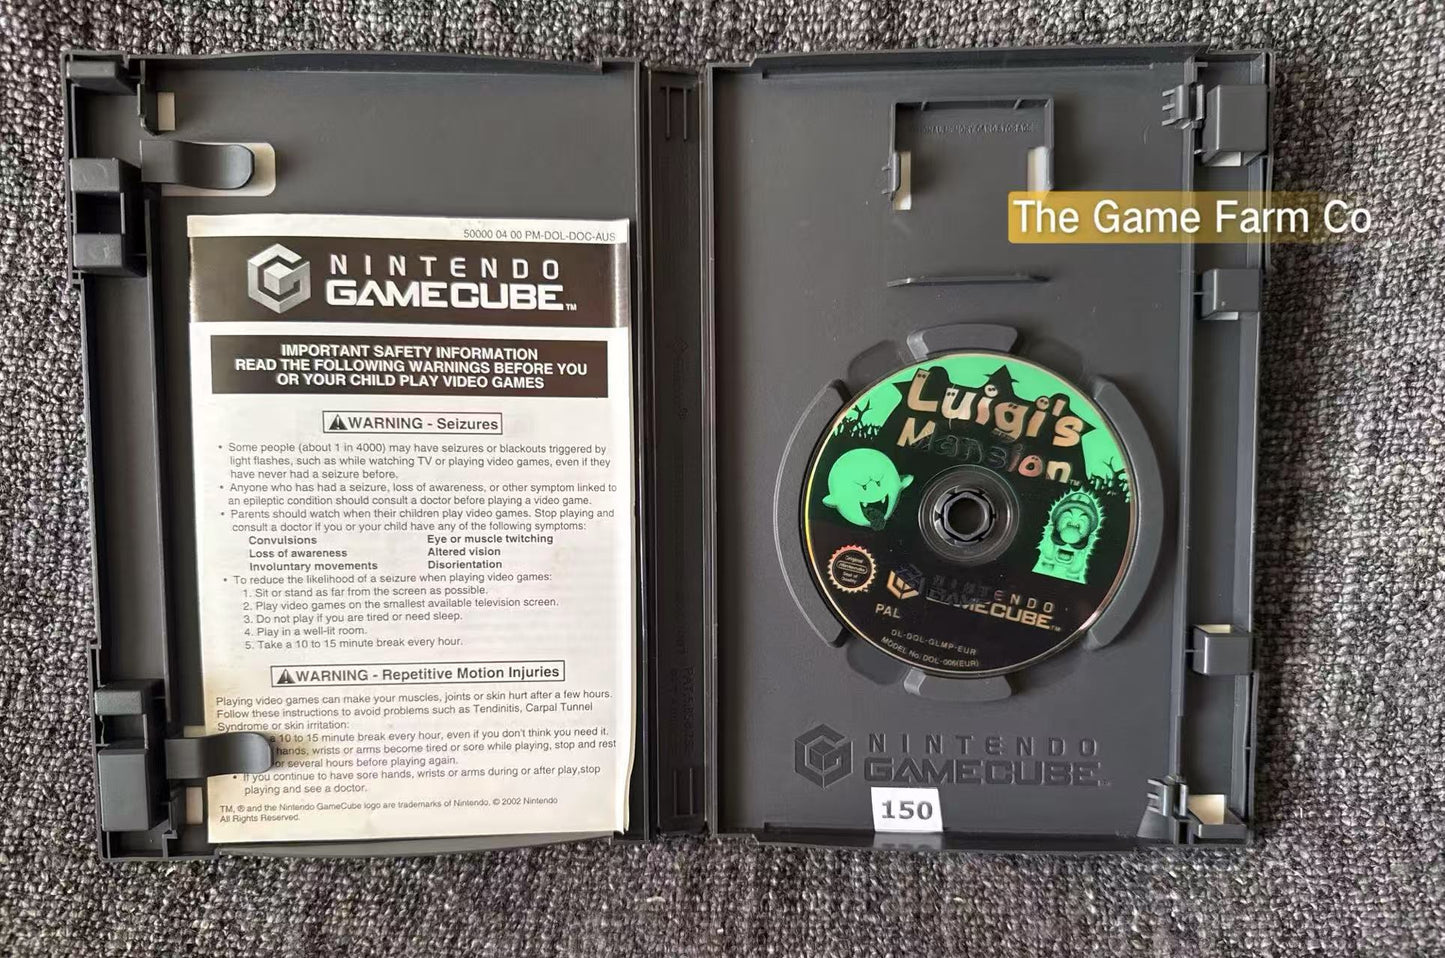 50000 04 00 PM-DOL-DOC-AUS
NINTENDO
GAMECUBE™
IMPORTANT SAFETY INFORMATION
READ THE FOLLOWING WARNINGS BEFORE YOU
OR YOUR CHILD PLAY VIDEO GAMES
WARNING - Seizures
• Some people (about 1 in 4000) may have seizures or blackouts triggered by
light flashes, such as while watching TV or playing video games, even if they
have never had a seizure before.
• Anyone who has had a seizure, loss of awareness, or other symptom linked to
an epileptic condition should consult a doctor before playing a video game.
• Parents should watch when their children play video games. Stop playing and
consult a doctor if you or your child have any of the following symptoms:
Convulsions Eye or muscle twitching
Loss of awareness Altered vision
Involuntary movements Disorientation
• To reduce the likelihood of a seizure when playing video games:
1. Sit or stand as far from the screen as possible.
2. Play video games on the smallest available television screen.
3. Do not play if you are tired or need sleep.
4. Play in a well-lit room.
5. Take a 10 to 15 minute break every hour.
WARNING - Repetitive Motion Injuries
Playing video games can make your muscles, joints or skin hurt after a few hours.
Follow these instructions to avoid problems such as Tendinitis, Carpal Tunnel
Syndrome or skin irritation:
a 10 to 15 minute break every hour, even if you don't think you need it.
hands, wrists or arms become tired or sore while playing, stop and rest
or several hours before playing again.
• If you continue to have sore hands, wrists or arms during or after play,stop
playing and see a doctor.
TM, ® and the Nintendo GameCube logo are trademarks of Nintendo. © 2002 Nintendo
All Rights Reserved.
MEMORY CARD STORAGE
The Game Farm Co
Luigi's
Mansion™
Original
Nintendo
Seal of
Quality
NINTENDO
GAMECUBE™
PAL
DL-DOL-GLMP-EUR
MODEL No. DOL-006(EUR)
NINTENDO
GAMECUBE™
150